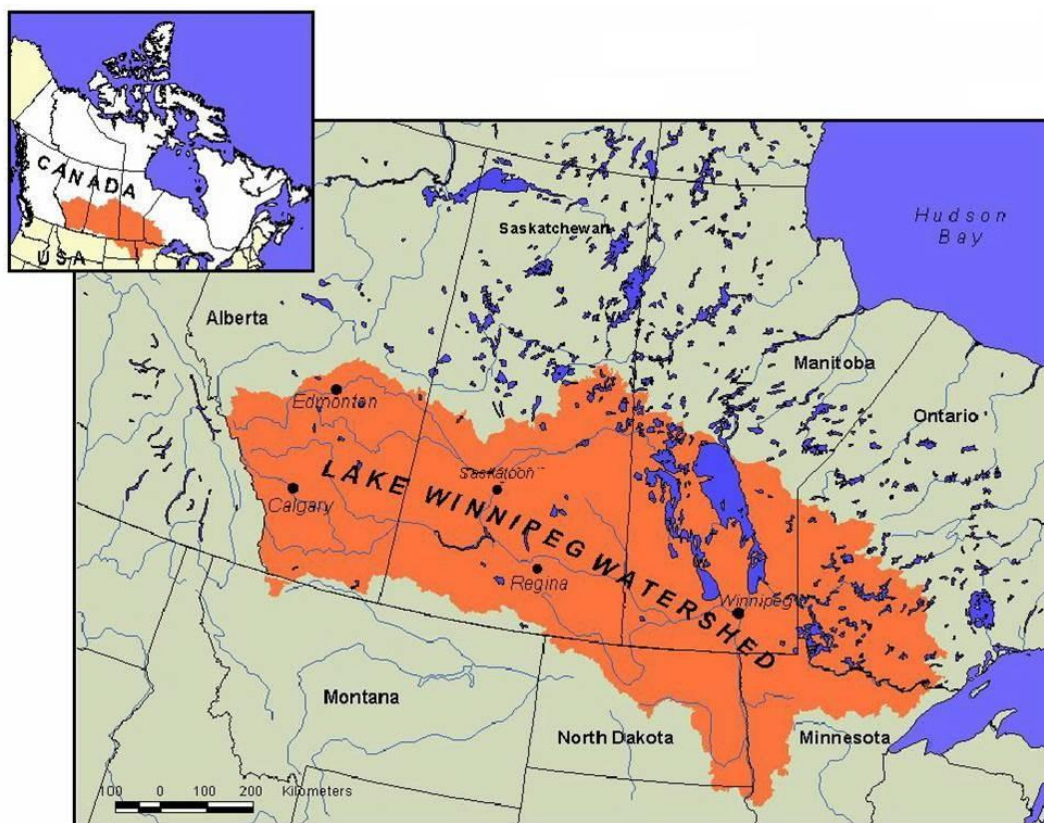 CANADA
USA
Hudson
Bay
Saskatchewan
Alberta
Manitoba
Ontario
Edmonton
Saskatoon
Calgary
LAKE WINNIPEG WATERSHED
Regina
Winnipeg
Montana
North Dakota
Minnesota
100 0 100 200 Kilometers